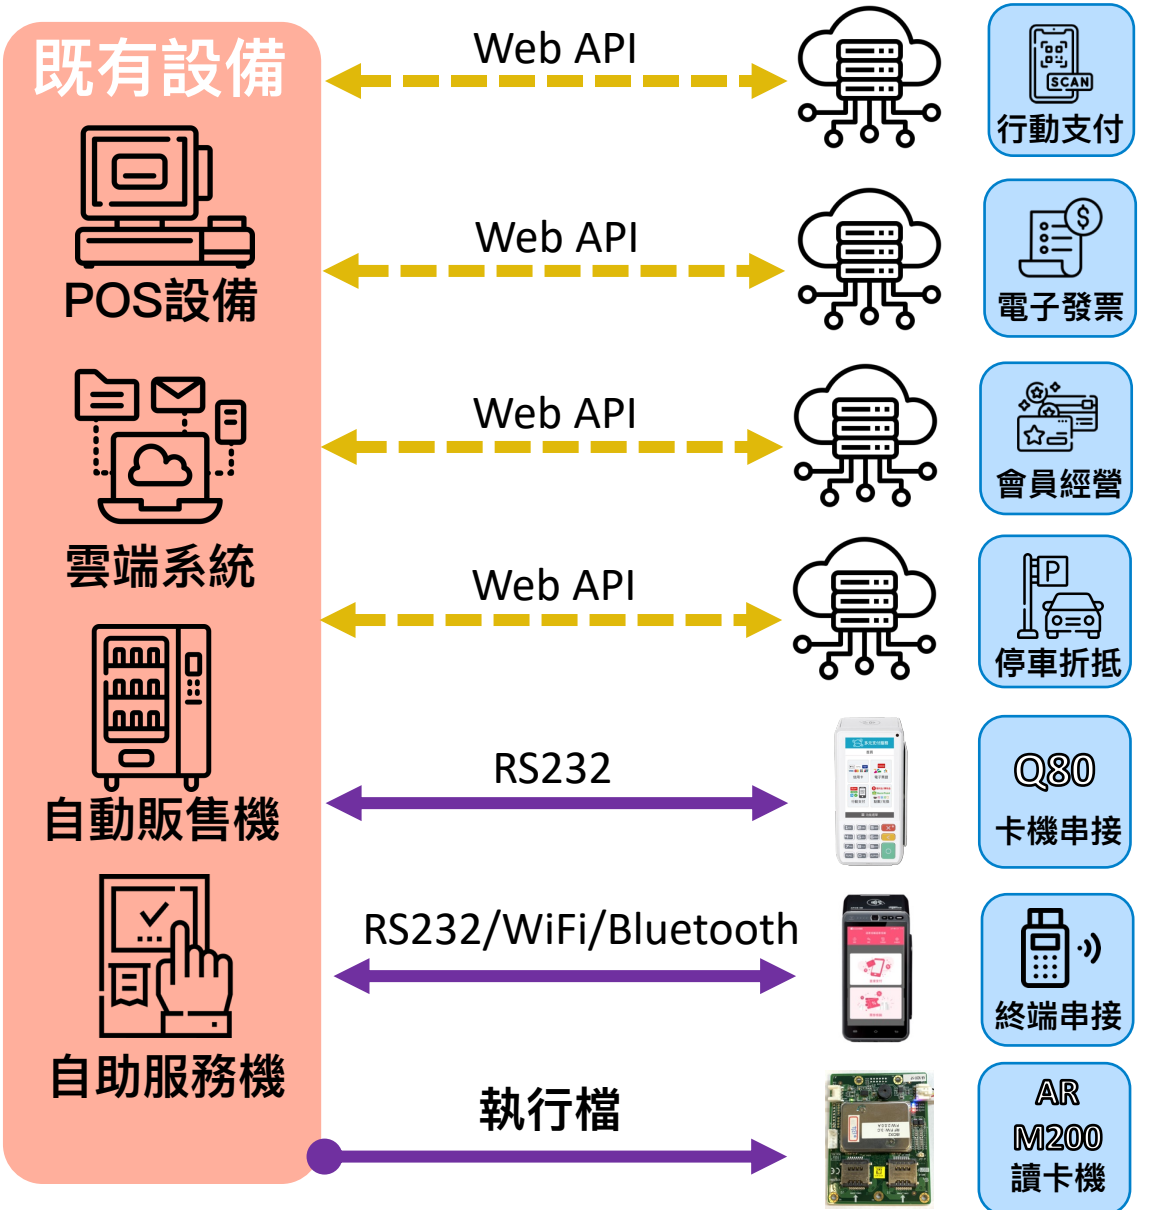 既有設備
POS設備
雲端系統
自動販售機
自助服務機
Web API
SCAN
行動支付
Web API
$
電子發票
Web API
會員經營
Web API
P
停車折抵
RS232
Q80
卡機串接
RS232/WiFi/Bluetooth
終端串接
執行檔
AR
M200
讀卡機